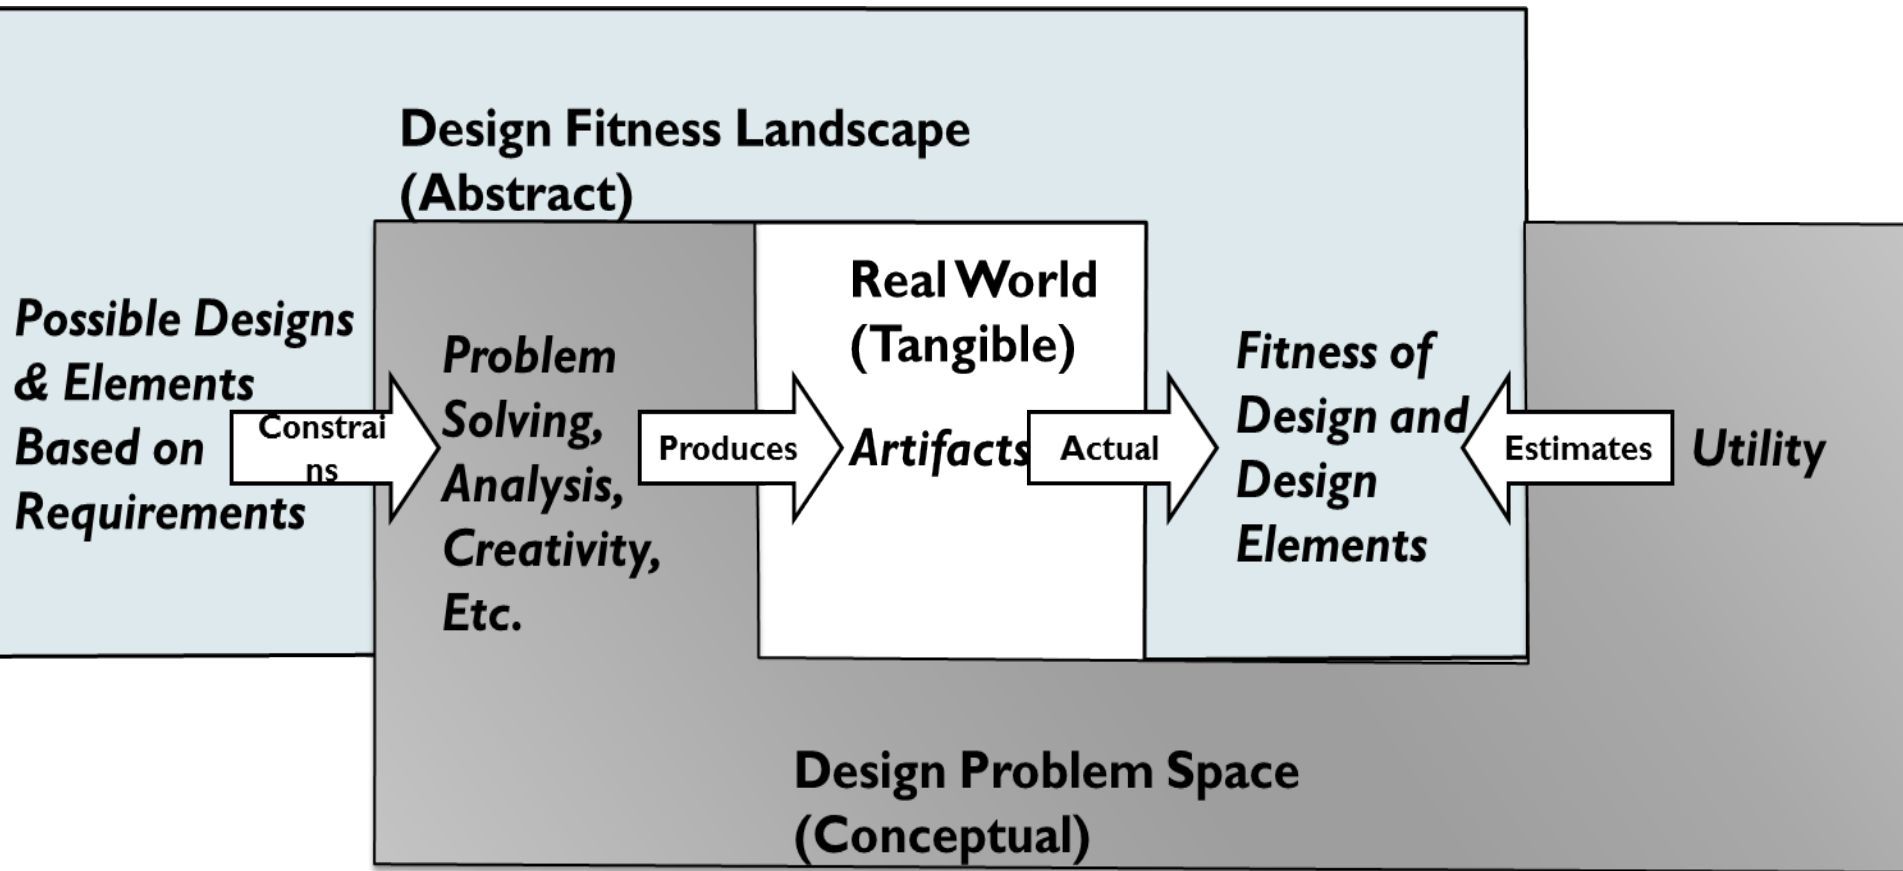 Design Fitness Landscape
(Abstract)
Possible Designs
& Elements
Based on
Requirements
Constrai
ns
Problem
Solving,
Analysis,
Creativity,
Etc.
Produces
Real World
(Tangible)
Artifacts
Actual
Fitness of
Design and
Design
Elements
Estimates
Utility
Design Problem Space
(Conceptual)